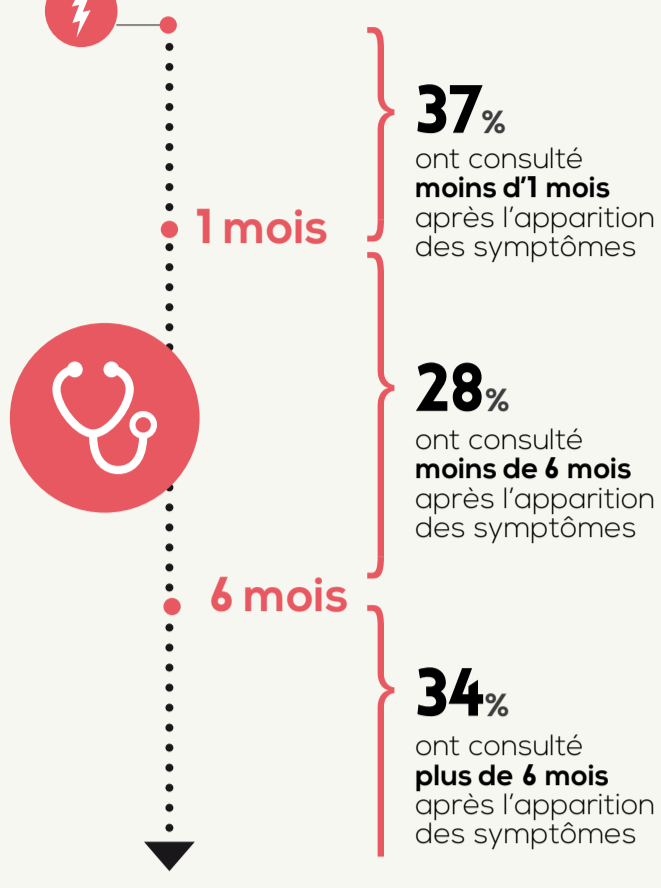 37%
ont consulté
moins d'1 mois
après l'apparition
des symptômes
1 mois
28%
ont consulté
moins de 6 mois
après l'apparition
des symptômes
6 mois
34%
ont consulté
plus de 6 mois
après l'apparition
des symptômes